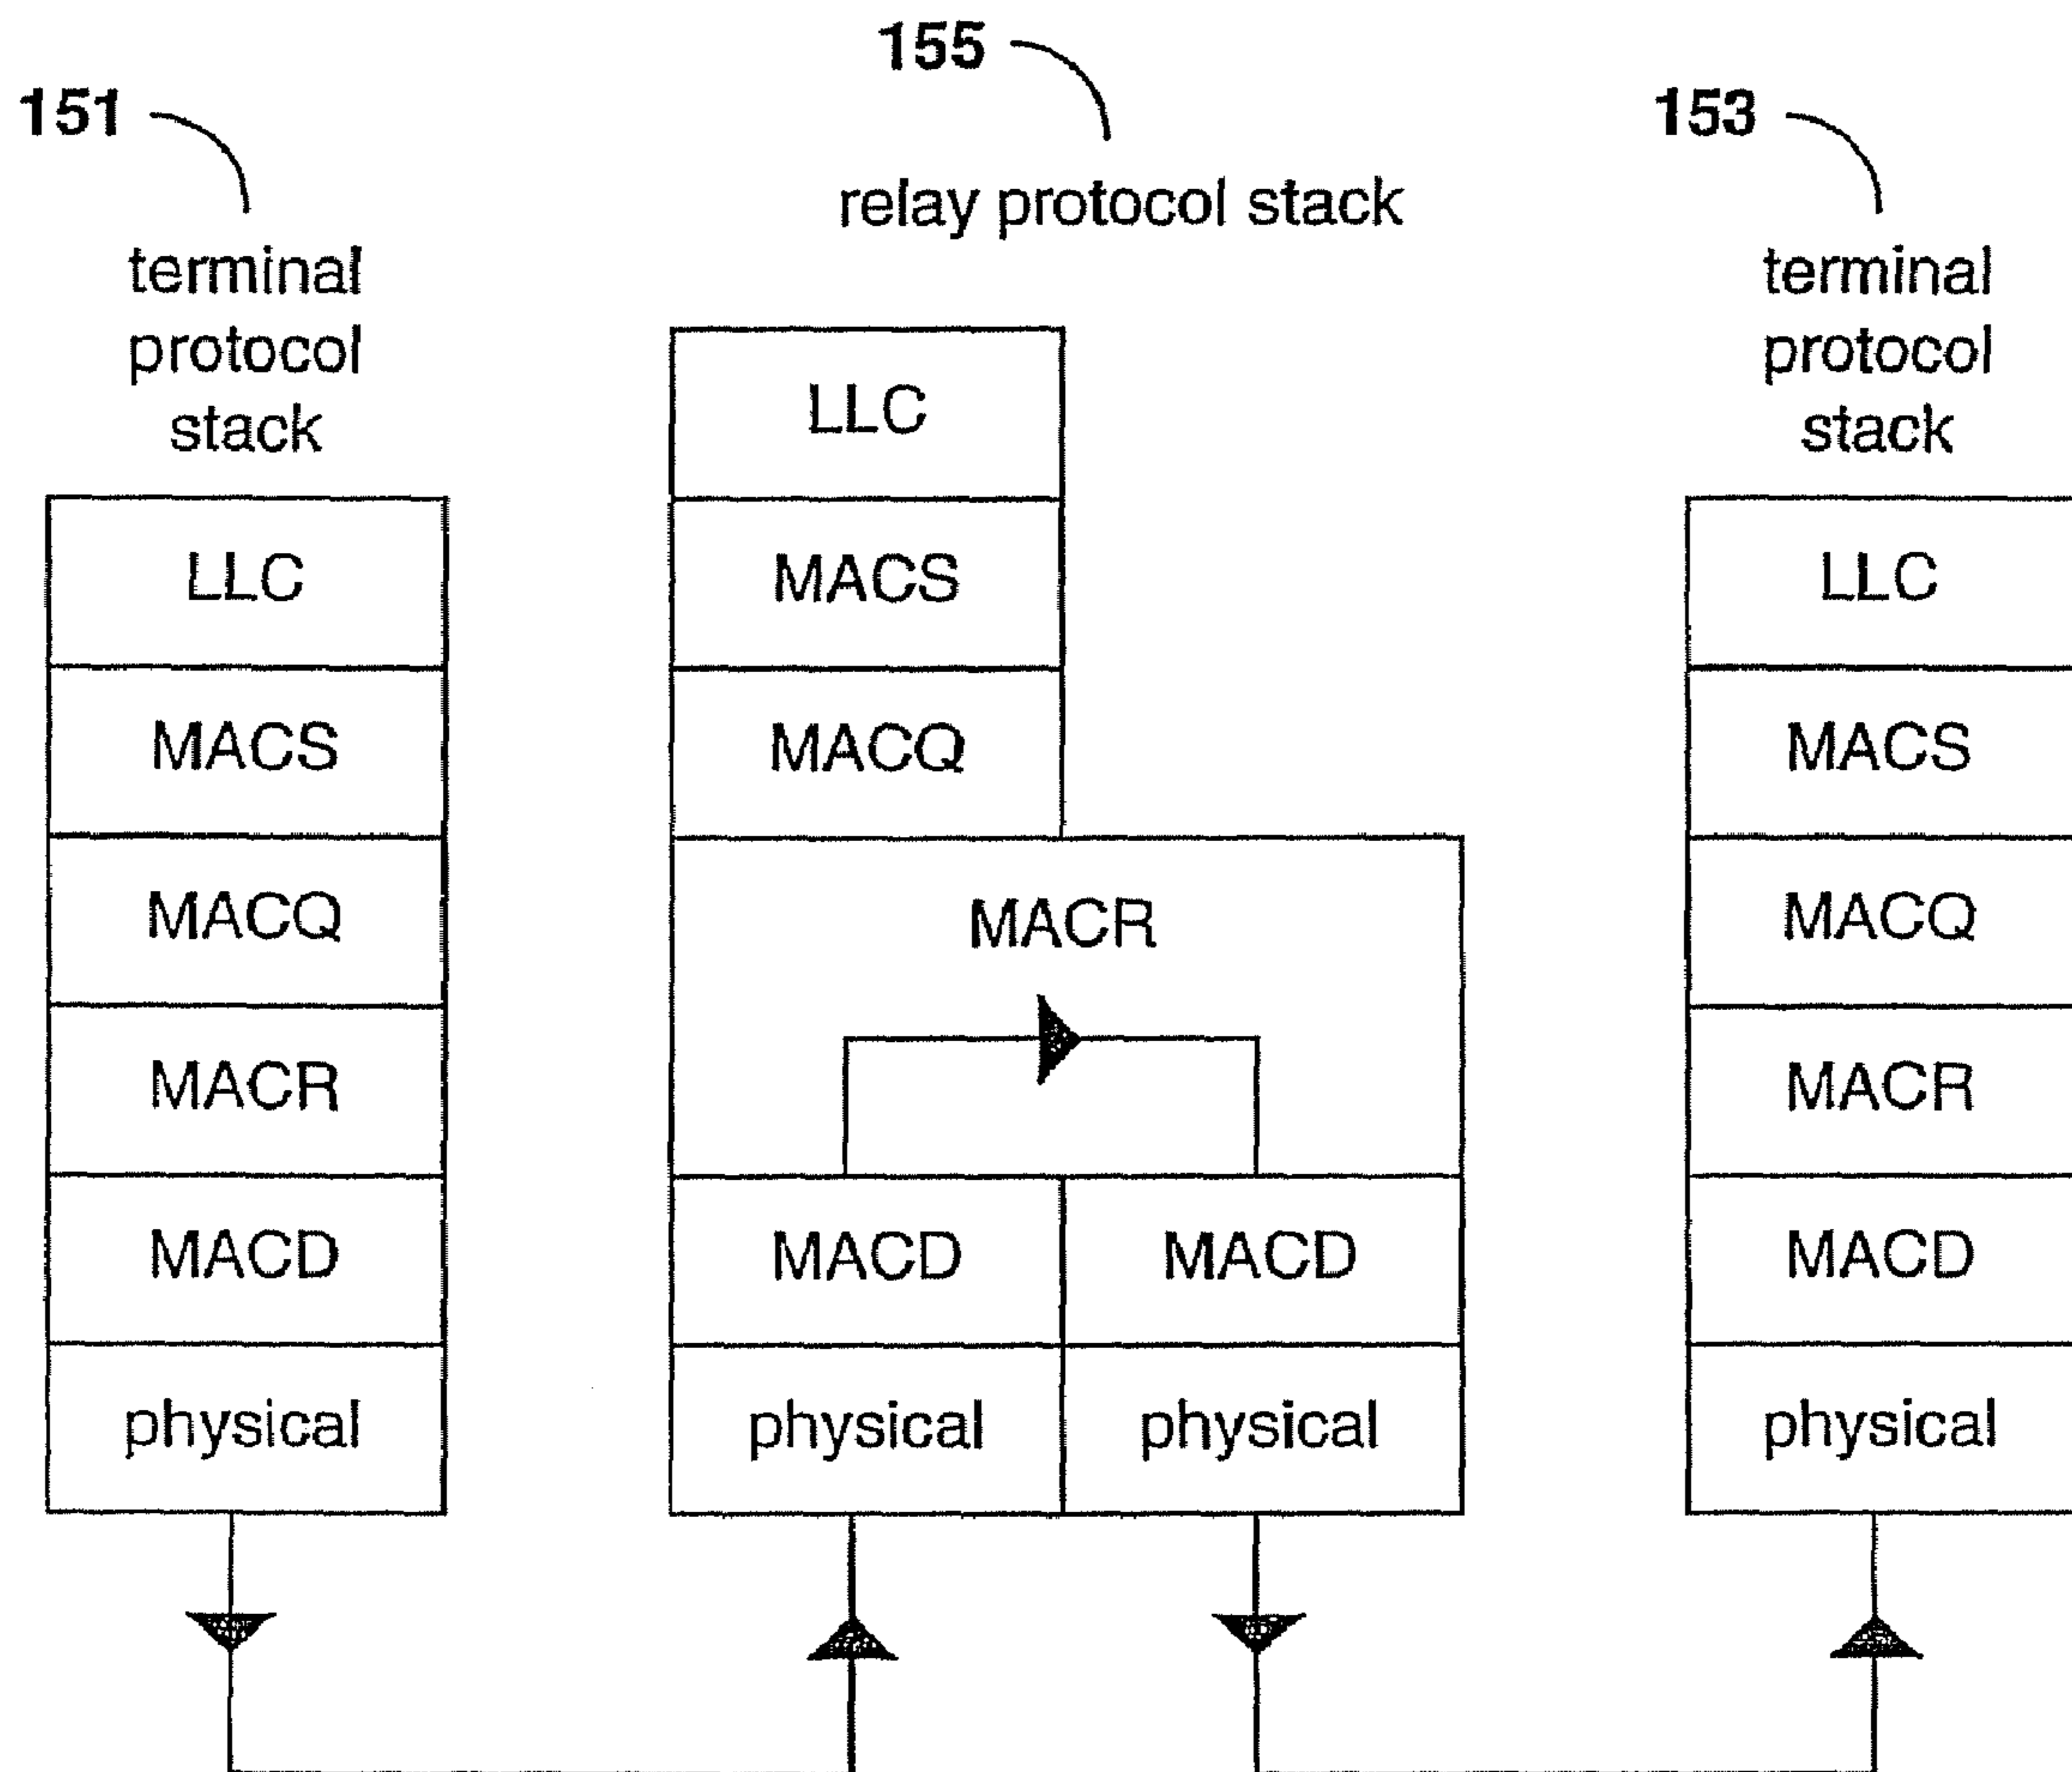 155
151
153
relay protocol stack
terminal
protocol
stack
terminal
protocol
stack
LLC
MACS
MACQ
MACR
MACD
physical
LLC
MACS
MACQ
MACR
MACD
MACD
physical
physical
LLC
MACS
MACQ
MACR
MACD
physical